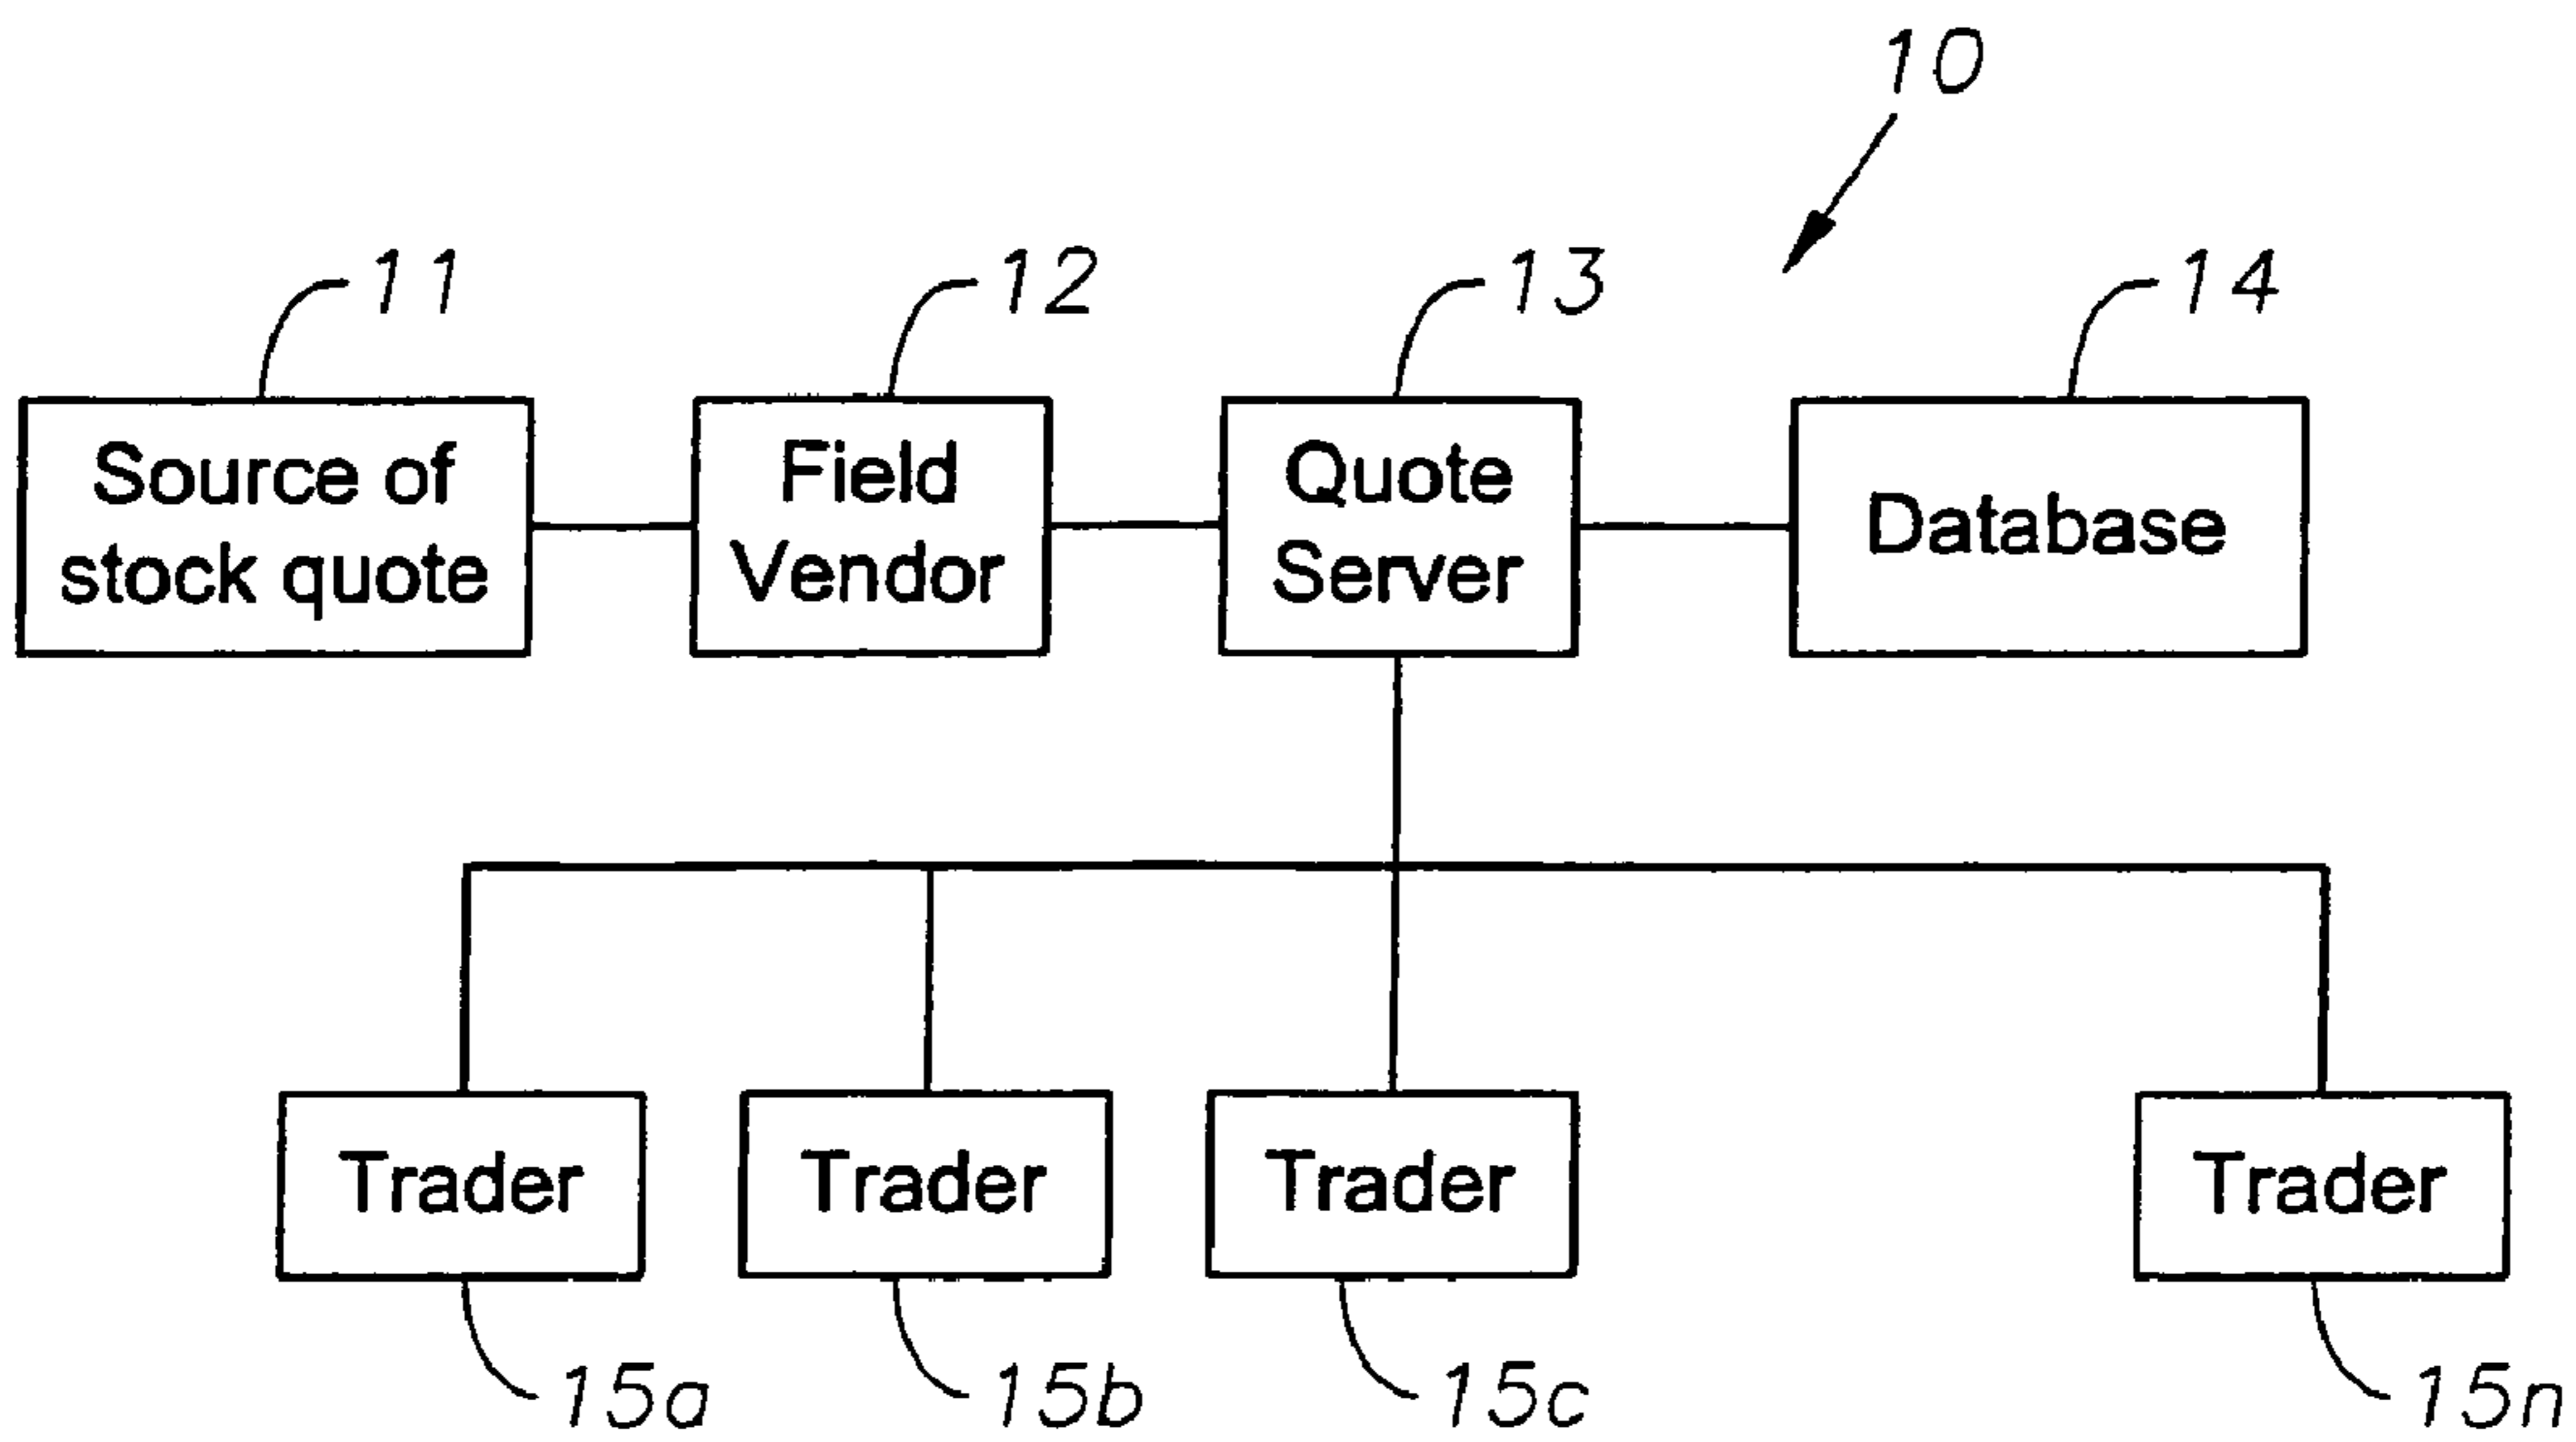 10
11
12
13
14
Source of
stock quote
Field
Vendor
Quote
Server
Database
Trader
Trader
Trader
Trader
15a
15b
15c
15n